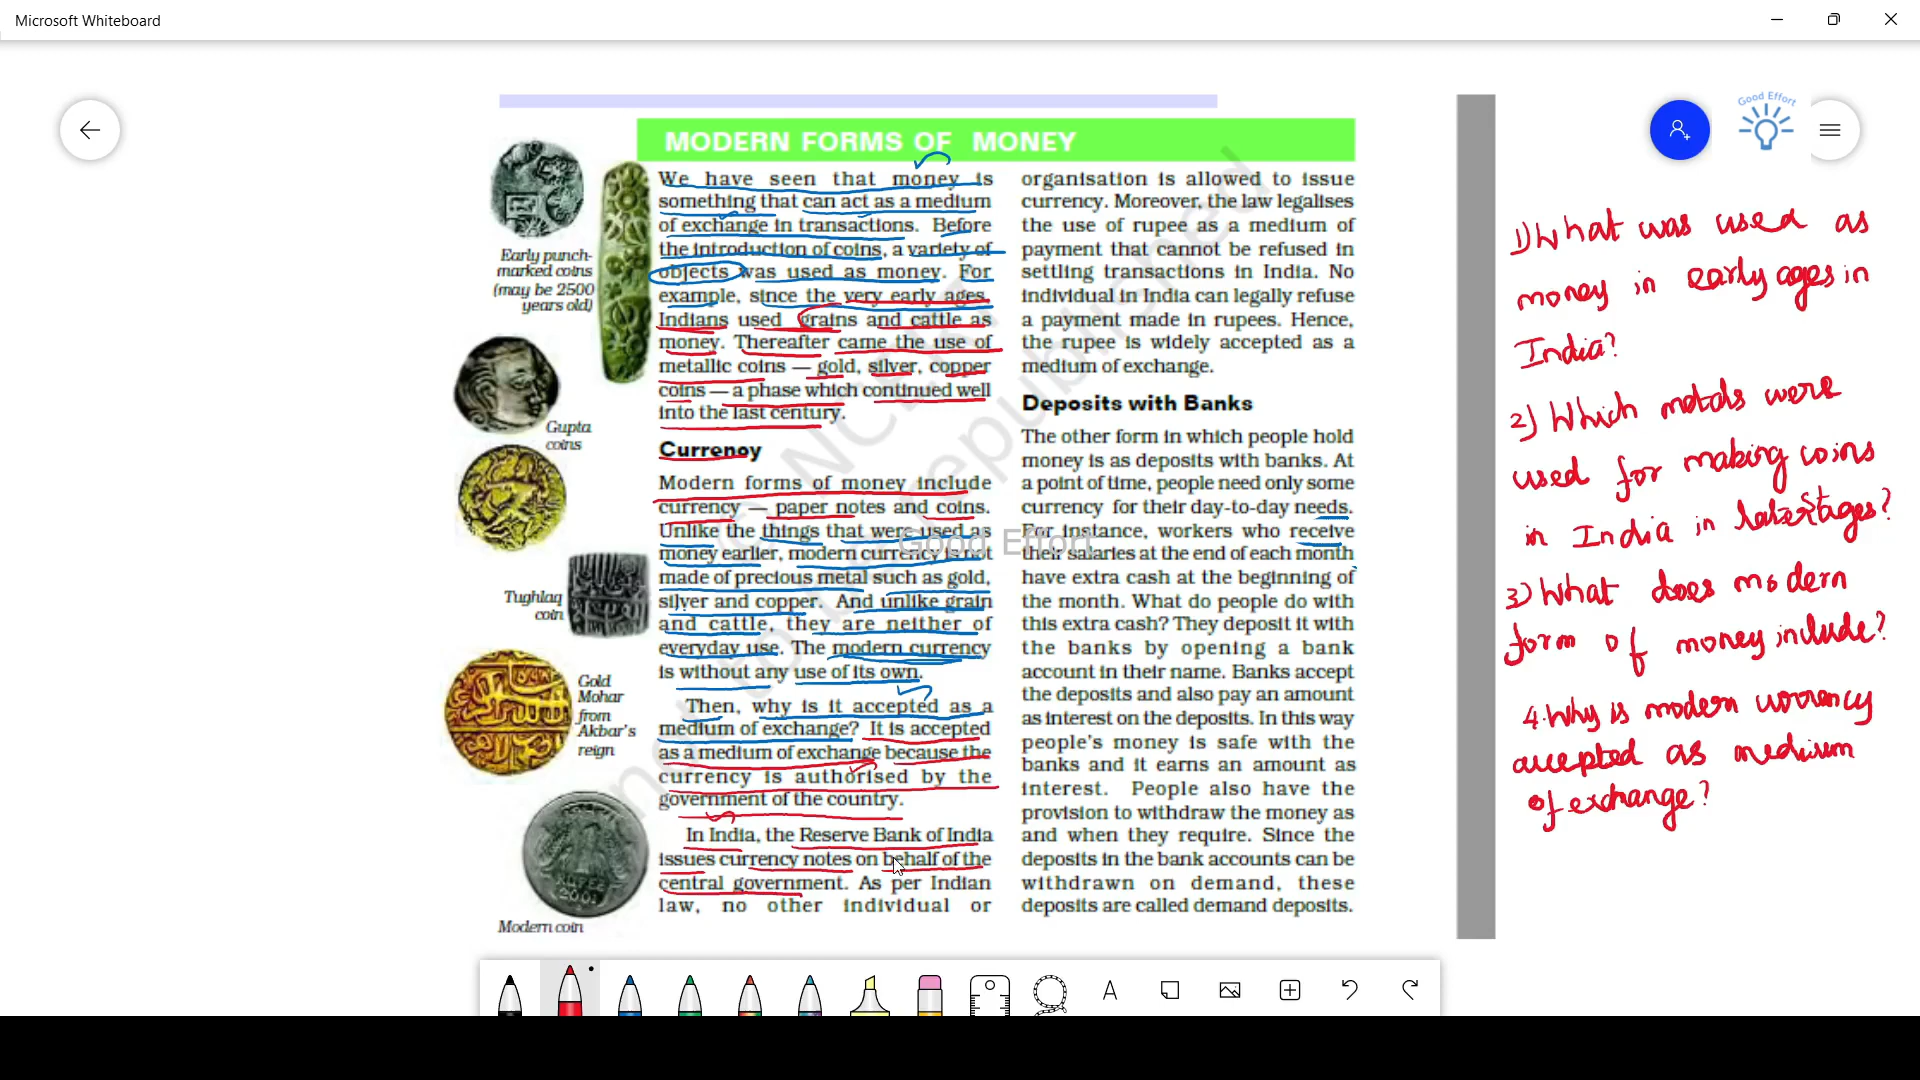 Microsoft Whiteboard
Good Effort
MODERN FORMS OF MONEY
Early punch-
marked coins
(may be 2500
years old)
Gupta
coins
Tughlaq
coin
Gold
Mohar
from
Akbar's
reign
Modern coin
We have seen that money is
something that can act as a medium
of exchange in transactions. Before
the introduction of coins, a variety of
objects was used as money. For
example, since the very early ages,
Indians used grains and cattle as
money. Thereafter came the use of
metallic coins — gold, silver, copper
coins — a phase which continued well
into the last century.
Currency
Modern forms of money include
currency — paper notes and coins.
Unlike the things that were used as
money earlier, modern currency is not
made of precious metal such as gold,
silver and copper. And unlike grain
and cattle, they are neither of
everyday use. The modern currency
is without any use of its own.
Then, why is it accepted as a
medium of exchange? It is accepted
as a medium of exchange because the
currency is authorised by the
government of the country.
In India, the Reserve Bank of India
issues currency notes on behalf of the
central government. As per Indian
law, no other individual or
organisation is allowed to issue
currency. Moreover, the law legalises
the use of rupee as a medium of
payment that cannot be refused in
settling transactions in India. No
individual in India can legally refuse
a payment made in rupees. Hence,
the rupee is widely accepted as a
medium of exchange.
Deposits with Banks
The other form in which people hold
money is as deposits with banks. At
a point of time, people need only some
currency for their day-to-day needs.
For instance, workers who receive
their salaries at the end of each month
have extra cash at the beginning of
the month. What do people do with
this extra cash? They deposit it with
the banks by opening a bank
account in their name. Banks accept
the deposits and also pay an amount
as interest on the deposits. In this way
people's money is safe with the
banks and it earns an amount as
interest. People also have the
provision to withdraw the money as
and when they require. Since the
deposits in the bank accounts can be
withdrawn on demand, these
deposits are called demand deposits.
© NCERT
not to be republished
Good Effort
1) What was used as
money in early ages in
India?
2) Which metals were
used for making coins
in India in later stages?
3) What does modern
form of money include?
4. Why is modern currency
accepted as medium
of exchange?